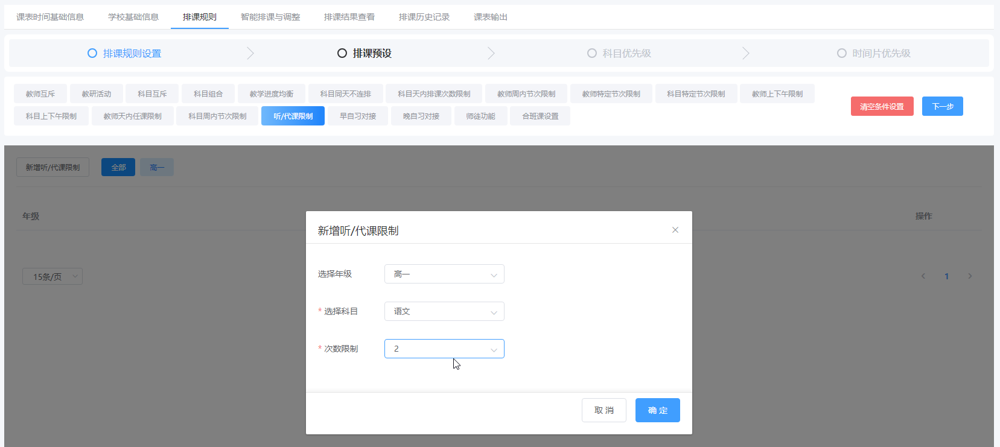 课表时间基础信息 学校基础信息 排课规则 智能排课与调整 排课结果查看 排课历史记录 课表输出
排课规则设置 排课预设 科目优先级 时间片优先级
教师互斥 教研活动 科目互斥 科目组合 教学进度均衡 科目同天不连排 科目天内排课次数限制 教师周内节次限制 教师特定节次限制 科目特定节次限制 教师上下午限制
科目上下午限制 教师天内任课限制 科目周内节次限制 听/代课限制 早自习对接 晚自习对接 师徒功能 合班课设置
清空条件设置 下一步
新增听/代课限制 全部 高一
年级 操作
新增听/代课限制
选择年级 高一
* 选择科目 语文
* 次数限制 2
取 消 确 定
15条/页 1